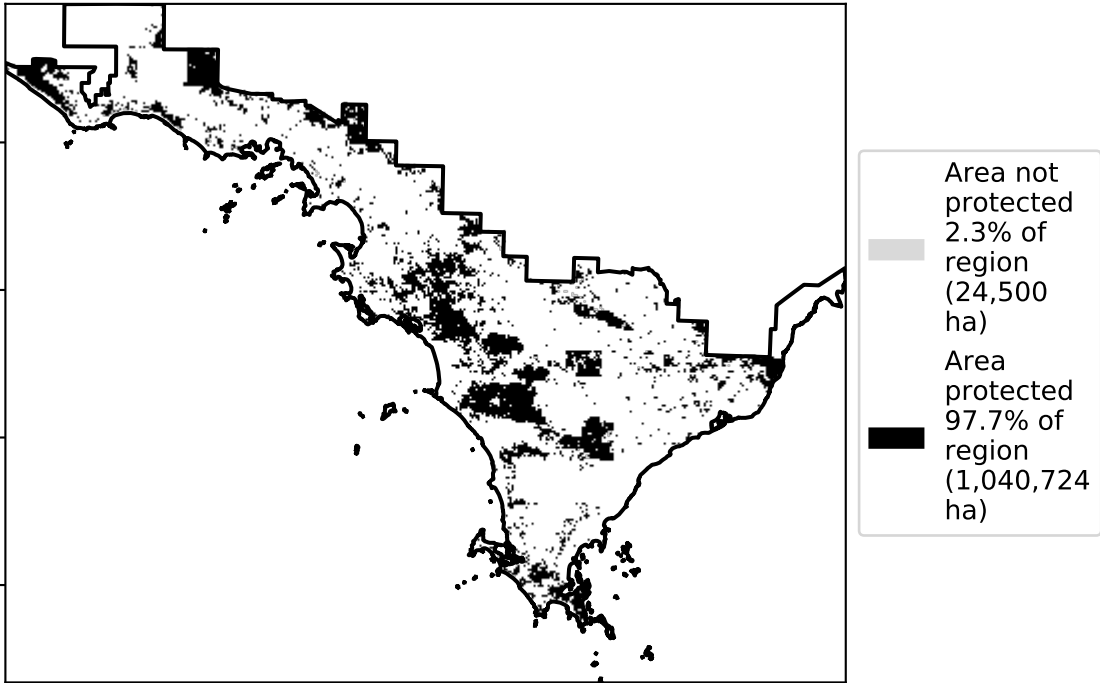 Area not
protected
2.3% of
region
(24,500
ha)
Area
protected
97.7% of
region
(1,040,724
ha)